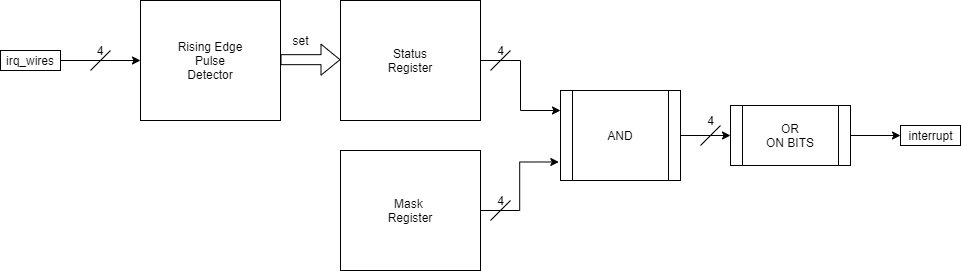 irq_wires
4
Rising Edge
Pulse
Detector
set
Status
Register
4
Mask
Register
4
AND
4
OR
ON BITS
interrupt